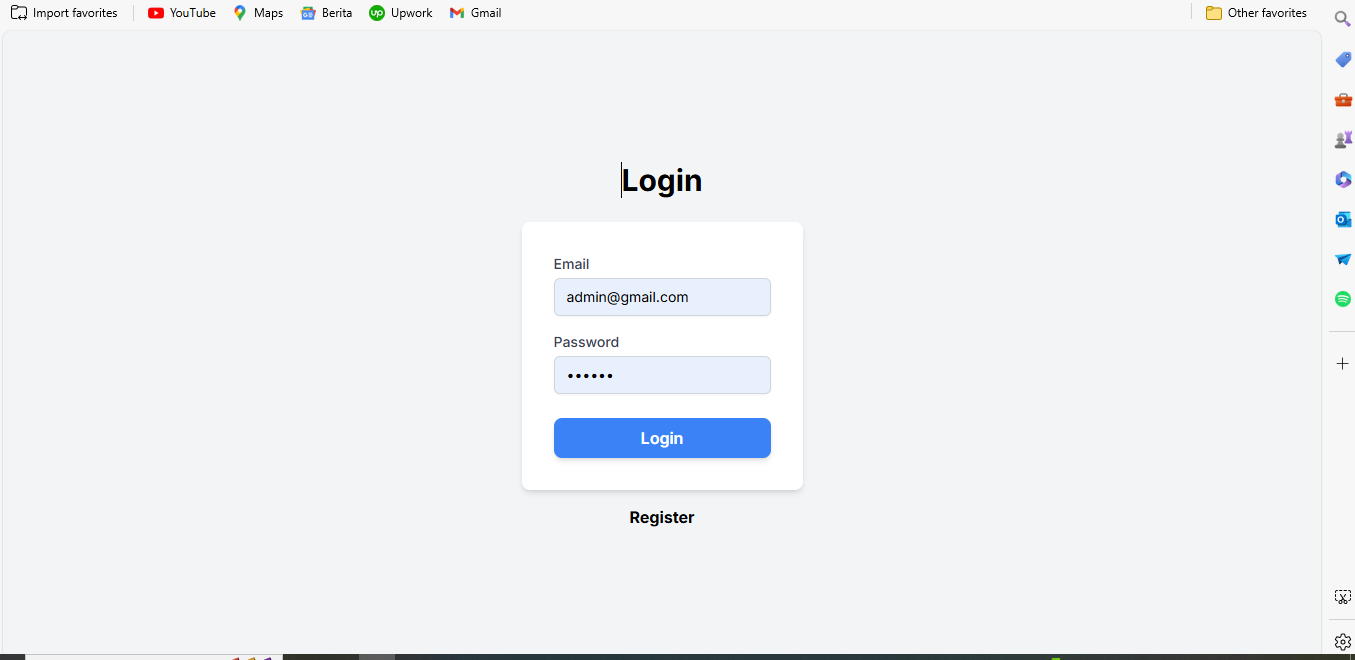 Import favorites YouTube Maps Berita Upwork Gmail Other favorites
Login
Email
admin@gmail.com
Password
••••••
Login
Register